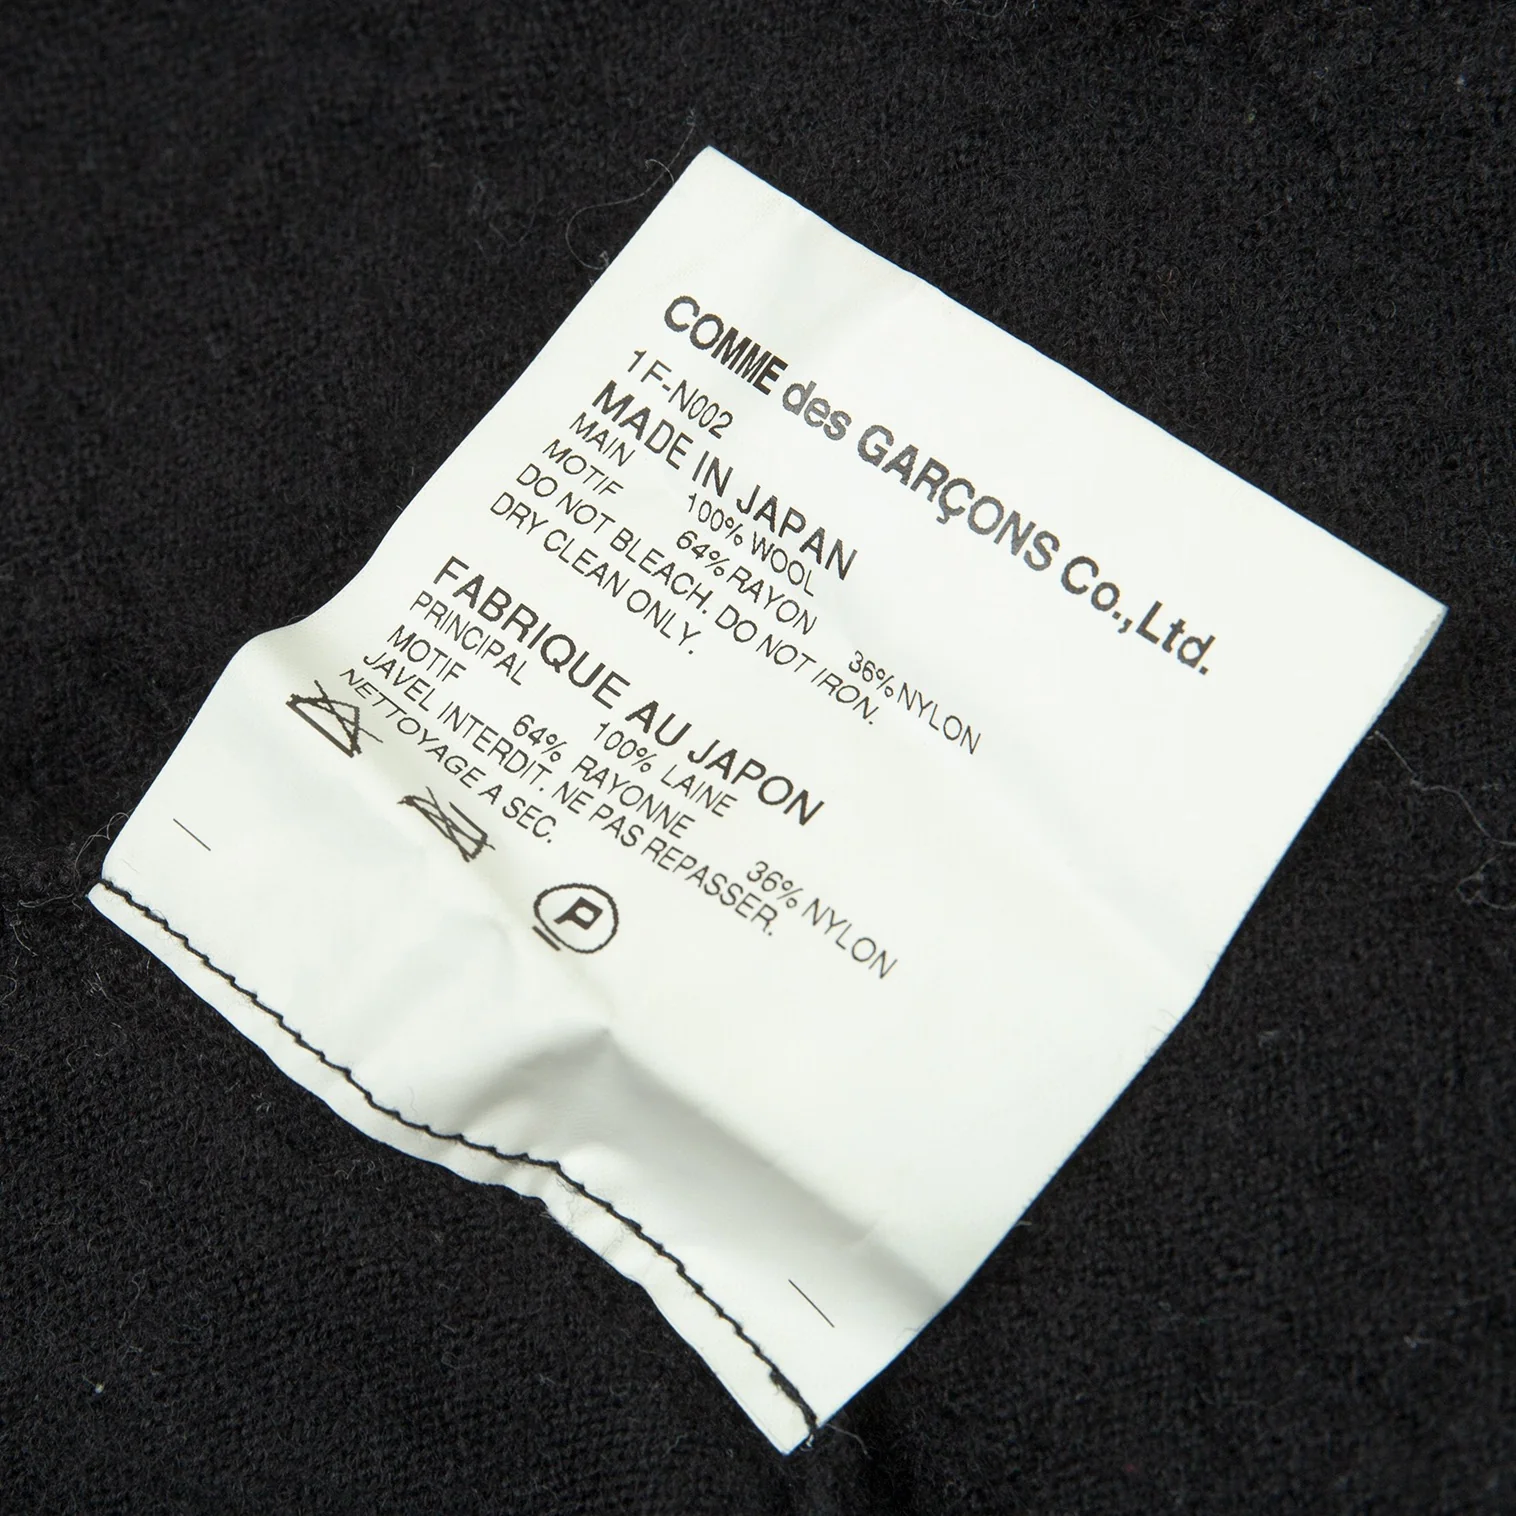 COMME des GARÇONS Co., Ltd.
1F-N002
MADE IN JAPAN
MAIN 100% WOOL
MOTIF 64% RAYON 36% NYLON
DO NOT BLEACH. DO NOT IRON.
DRY CLEAN ONLY.
FABRIQUE AU JAPON
PRINCIPAL 100% LAINE
MOTIF 64% RAYONNE 36% NYLON
JAVEL INTERDIT. NE PAS REPASSER.
NETTOYAGE A SEC.
P